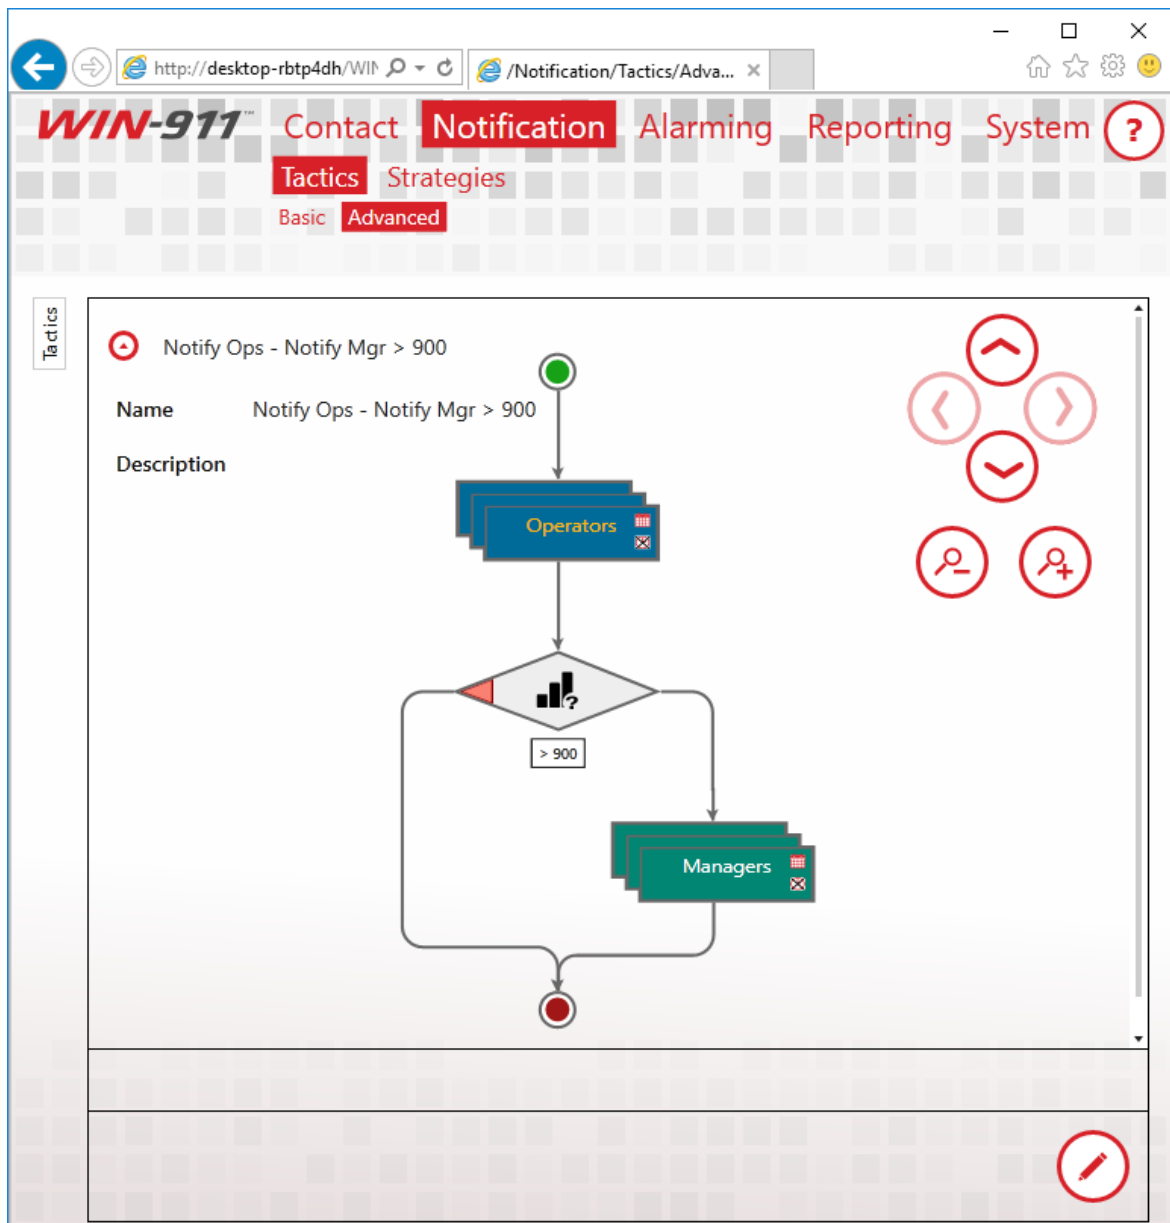 http://desktop-rbtp4dh/WIN
/Notification/Tactics/Adva...
WIN-911™ Contact Notification Alarming Reporting System ?
Tactics Strategies
Basic Advanced
Tactics
Notify Ops - Notify Mgr > 900
Name Notify Ops - Notify Mgr > 900
Description
Operators
?
> 900
Managers